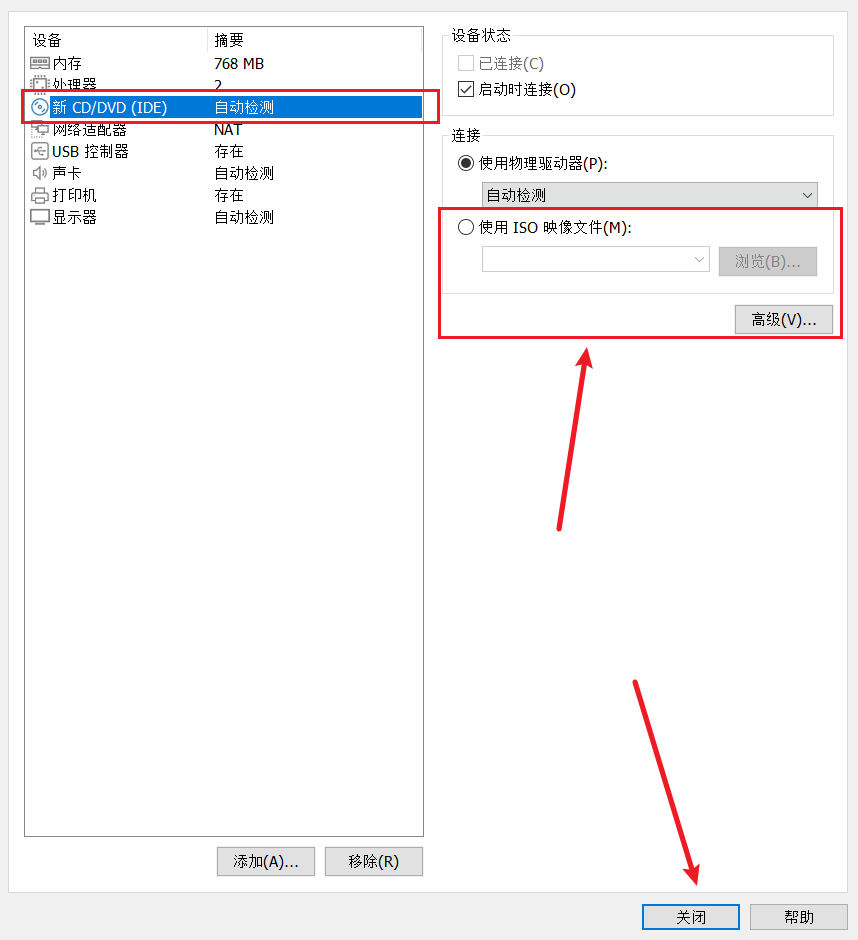 设备 摘要
内存 768 MB
处理器 2
新 CD/DVD (IDE) 自动检测
网络适配器 NAT
USB 控制器 存在
声卡 自动检测
打印机 存在
显示器 自动检测
添加(A)... 移除(R)
设备状态
已连接(C)
启动时连接(O)
连接
使用物理驱动器(P):
自动检测
使用 ISO 映像文件(M):
浏览(B)...
高级(V)...
关闭 帮助